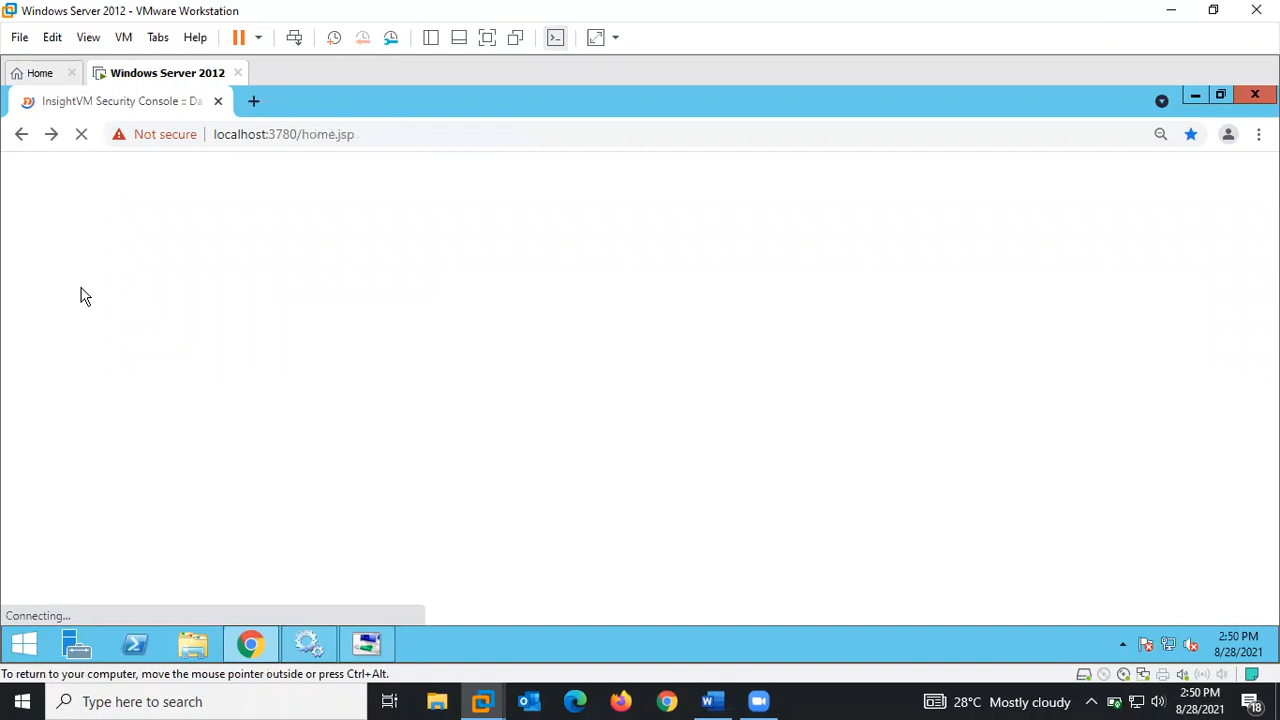 Windows Server 2012 - VMware Workstation
File Edit View VM Tabs Help
Home Windows Server 2012
InsightVM Security Console :: Da
Not secure localhost:3780/home.jsp
Connecting...
2:50 PM
8/28/2021
To return to your computer, move the mouse pointer outside or press Ctrl+Alt.
Type here to search
28°C Mostly cloudy
2:50 PM
8/28/2021
18